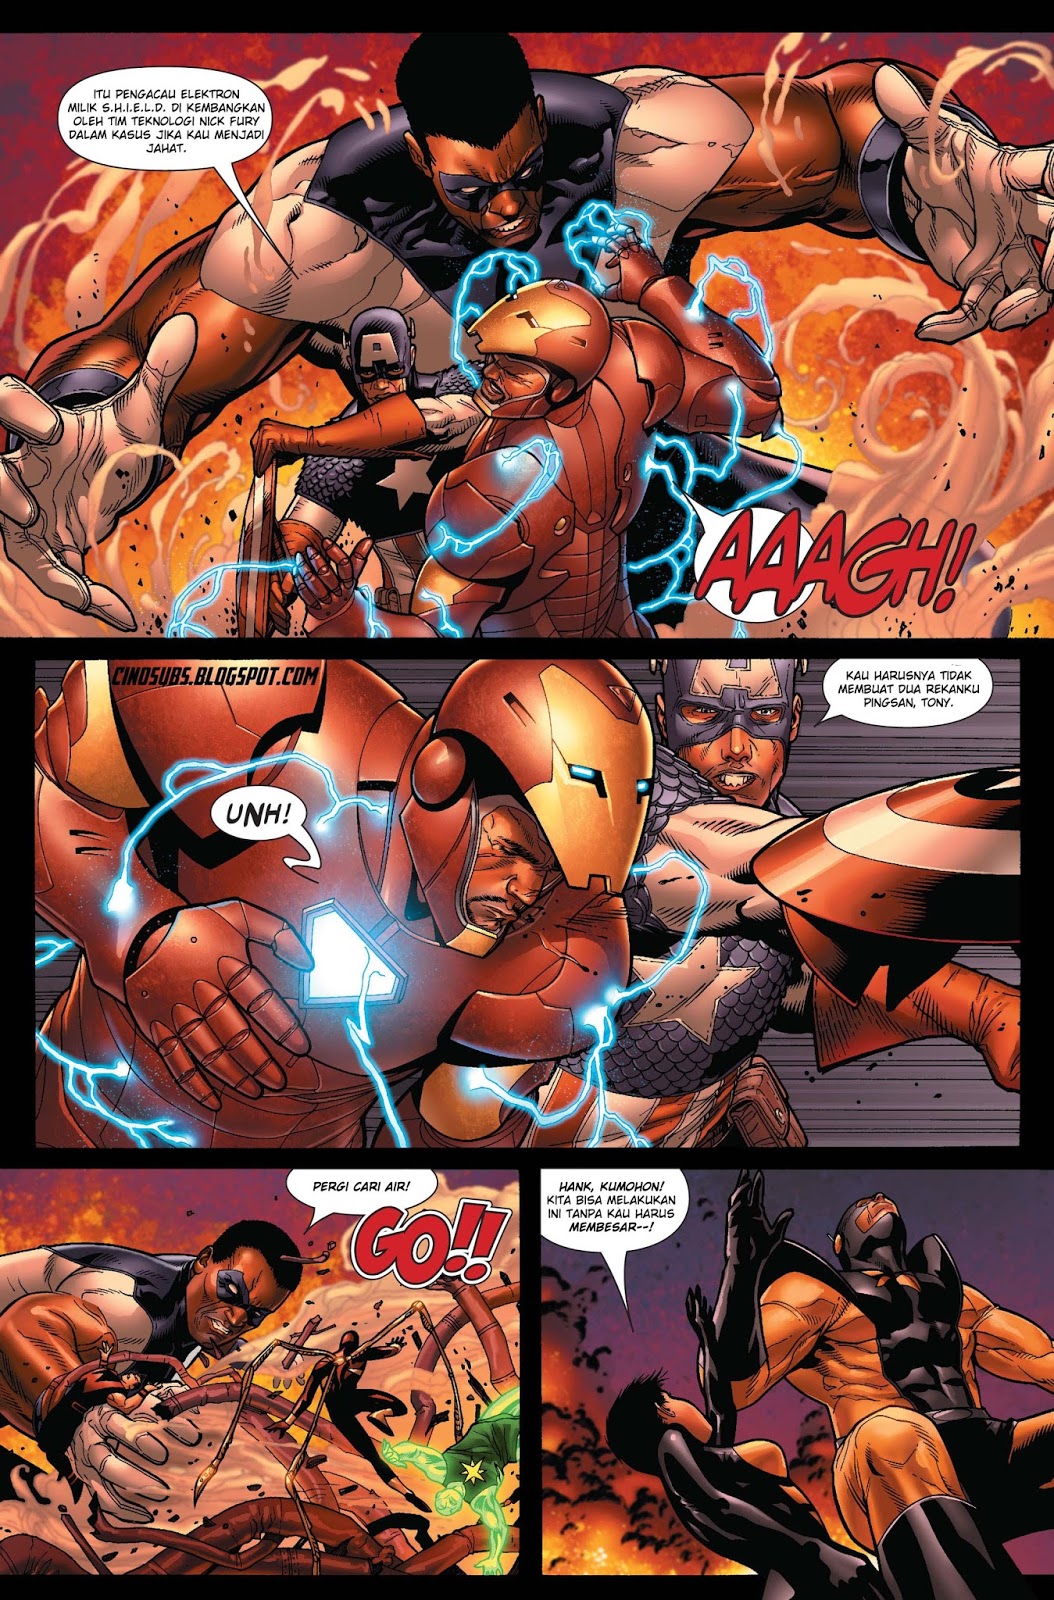 ITU PENGACAU ELEKTRON
MILIK S.H.I.E.L.D. DI KEMBANGKAN
OLEH TIM TEKNOLOGI NICK FURY
DALAM KASUS JIKA KAU MENJADI
JAHAT.
A
AAAGH!
CINOSUBS.BLOGSPOT.COM
KAU HARUSNYA TIDAK
MEMBUAT DUA REKANKU
PINGSAN, TONY.
UNH!
PERGI CARI AIR!
GO!!
HANK, KUMOHON!
KITA BISA MELAKUKAN
INI TANPA KAU HARUS
MEMBESAR--!